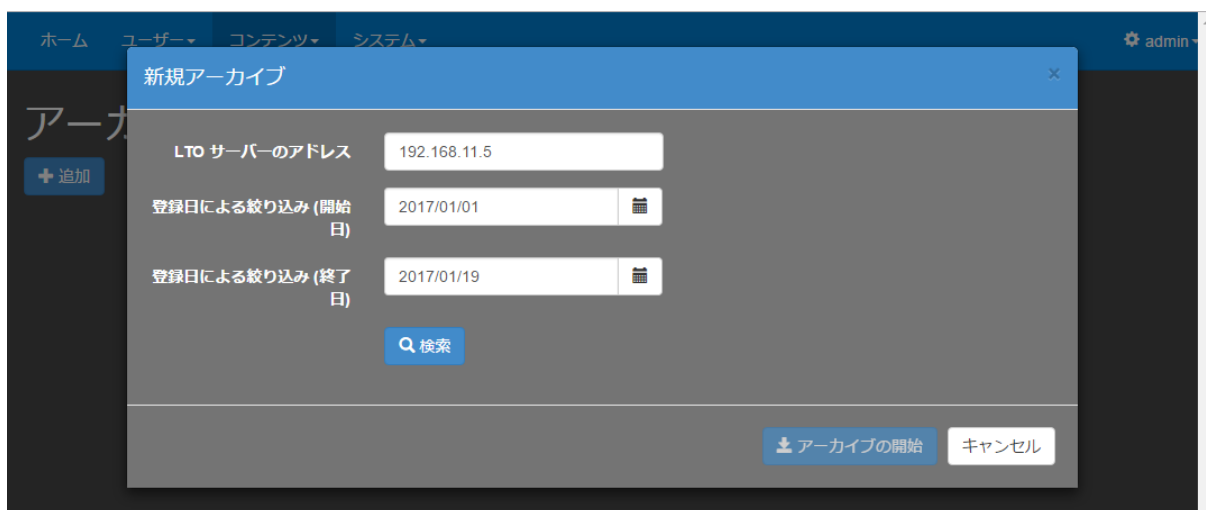 ホーム ユーザー コンテンツ システム admin
新規アーカイブ ×
アーカ
追加
LTO サーバーのアドレス 192.168.11.5
登録日による絞り込み (開始
日)
2017/01/01
登録日による絞り込み (終了
日)
2017/01/19
検索
アーカイブの開始 キャンセル